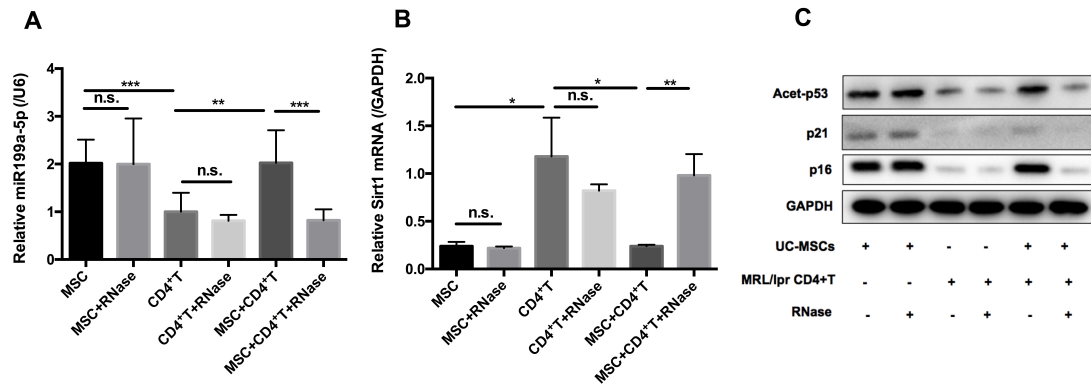 A
Relative miR199a-5p (/U6)
4
3
2
1
0
***
n.s.
**
***
n.s.
MSC
MSC+RNase
CD4+T
CD4+T+RNase
MSC+CD4+T
MSC+CD4+T+RNase
B
Relative Sirt1 mRNA (/GAPDH)
2.0
1.5
1.0
0.5
0.0
*
**
*
n.s.
n.s.
MSC
MSC+RNase
CD4+T
CD4+T+RNase
MSC+CD4+T
MSC+CD4+T+RNase
C
Acet-p53
p21
p16
GAPDH
UC-MSCs + + - - + +
MRL/lpr CD4+T - - + + + +
RNase - + - + - +